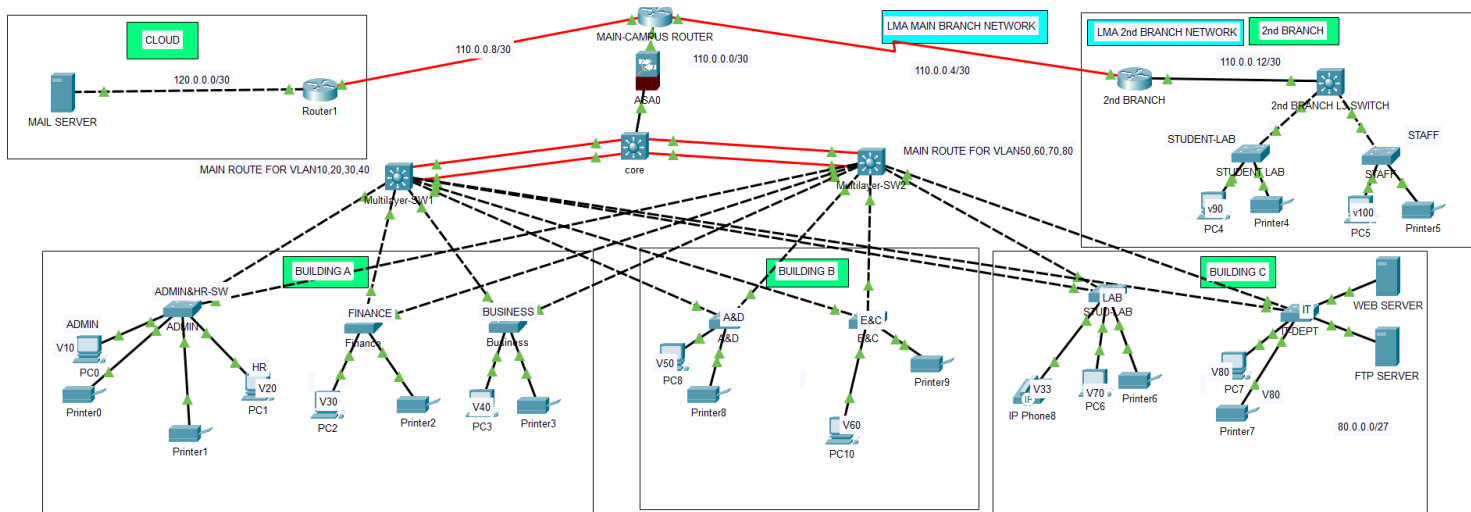 CLOUD
120.0.0.0/30
MAIL SERVER
Router1
110.0.0.8/30
MAIN-CAMPUS ROUTER
110.0.0.0/30
ASA0
LMA MAIN BRANCH NETWORK
110.0.0.4/30
LMA 2nd BRANCH NETWORK
2nd BRANCH
110.0.0.12/30
2nd BRANCH
2nd BRANCH L3 SWITCH
STUDENT-LAB
STAFF
STUDENT LAB
STAFF
v90
PC4
Printer4
v100
PC5
Printer5
MAIN ROUTE FOR VLAN10,20,30,40
core
MAIN ROUTE FOR VLAN50,60,70,80
Multilayer-SW1
Multilayer-SW2
BUILDING A
ADMIN&HR-SW
ADMIN
ADMIN
V10
PC0
Printer0
Printer1
HR
V20
PC1
FINANCE
Finance
V30
PC2
Printer2
BUSINESS
Business
V40
PC3
Printer3
BUILDING B
A&D
A&D
V50
PC8
Printer8
E&C
E&C
Printer9
V60
PC10
BUILDING C
LAB
STUD-LAB
V33
IP Phone8
V70
PC6
Printer6
IT
IT-DEPT
V80
PC7
V80
Printer7
WEB SERVER
FTP SERVER
80.0.0.0/27